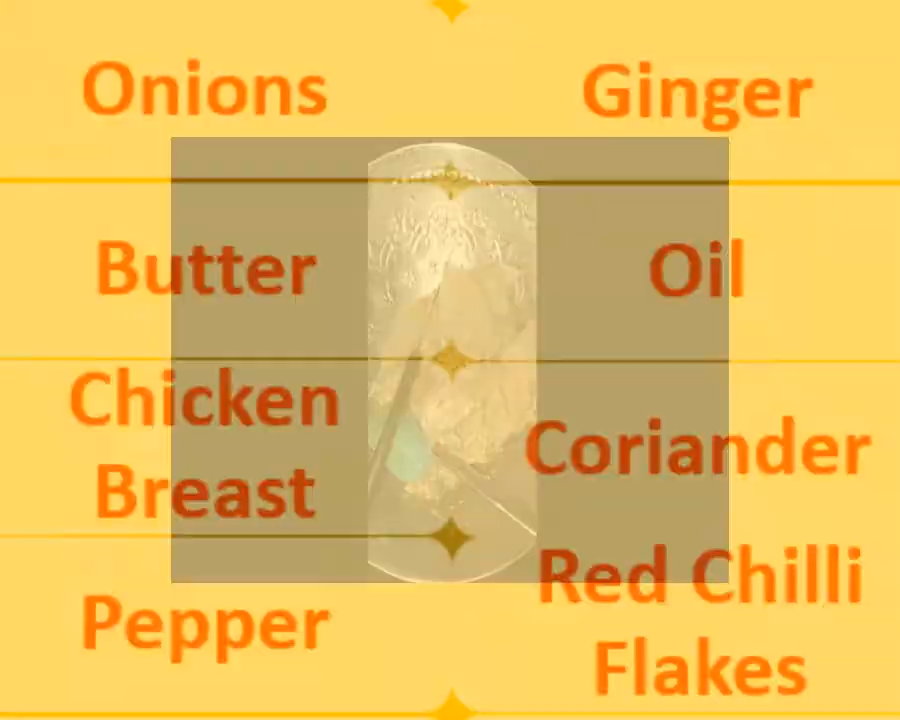 Onions
Ginger
Butter
Oil
Chicken
Breast
Coriander
Pepper
Red Chilli
Flakes